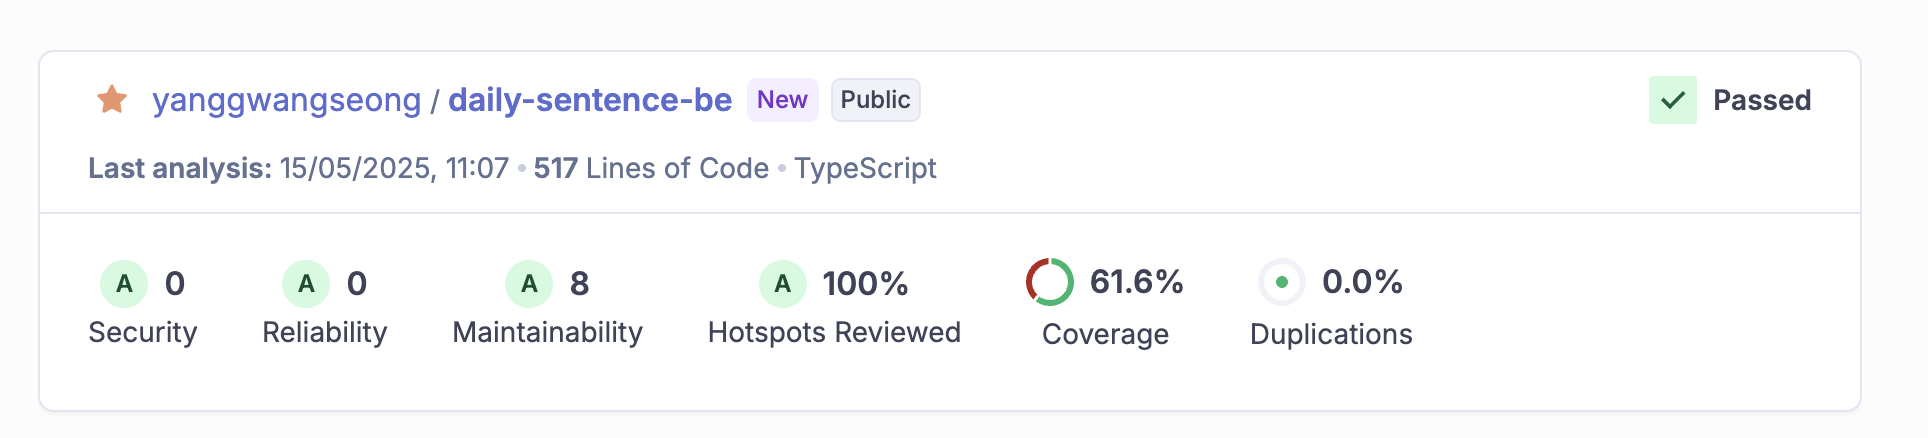 yanggwangseong / daily-sentence-be New Public Passed
Last analysis: 15/05/2025, 11:07 • 517 Lines of Code • TypeScript
A 0 A 0 A 8 A 100% 61.6% 0.0%
Security Reliability Maintainability Hotspots Reviewed Coverage Duplications